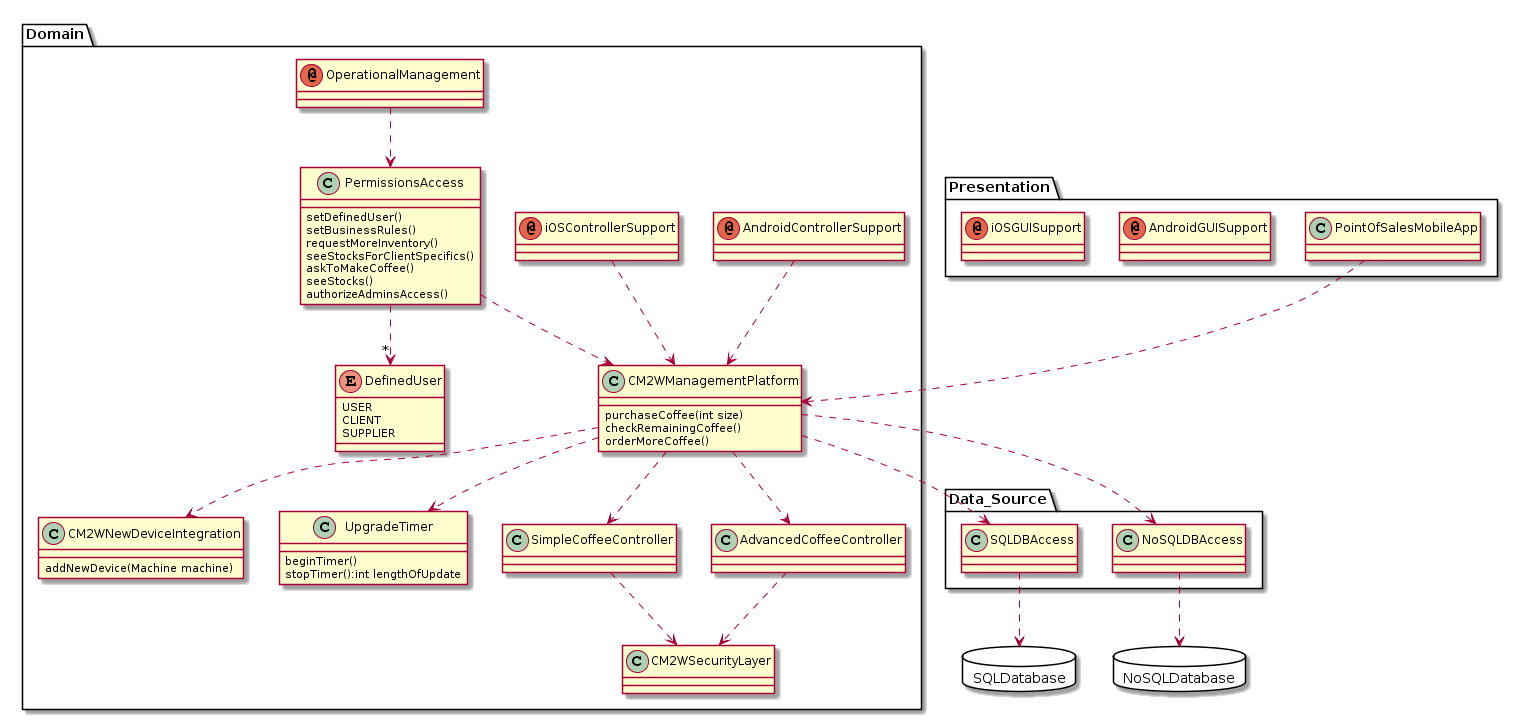 Domain
@ OperationalManagement
C PermissionsAccess
setDefinedUser()
setBusinessRules()
requestMoreInventory()
seeStocksForClientSpecifics()
askToMakeCoffee()
seeStocks()
authorizeAdminsAccess()
@ iOSControllerSupport
@ AndroidControllerSupport
Presentation
@ iOSGUISupport
@ AndroidGUISupport
C PointOfSalesMobileApp
*
E DefinedUser
USER
CLIENT
SUPPLIER
C CM2WManagementPlatform
purchaseCoffee(int size)
checkRemainingCoffee()
orderMoreCoffee()
C CM2WNewDeviceIntegration
addNewDevice(Machine machine)
C UpgradeTimer
beginTimer()
stopTimer():int lengthOfUpdate
C SimpleCoffeeController
C AdvancedCoffeeController
Data_Source
C SQLDBAccess
C NoSQLDBAccess
C CM2WSecurityLayer
SQLDatabase
NoSQLDatabase